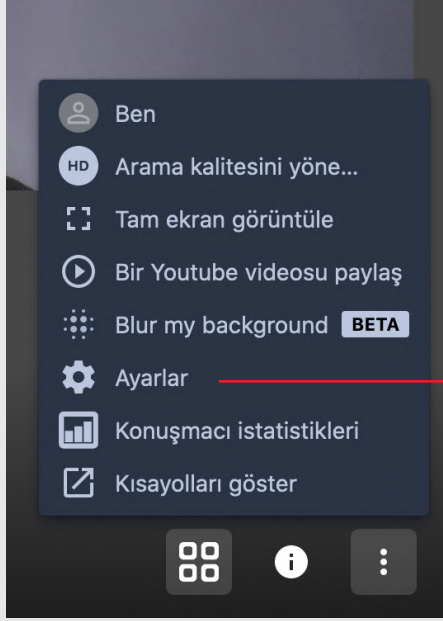 Ben
HD Arama kalitesini yöne...
Tam ekran görüntüle
Bir Youtube videosu paylaş
Blur my background BETA
Ayarlar
Konuşmacı istatistikleri
Kısayolları göster